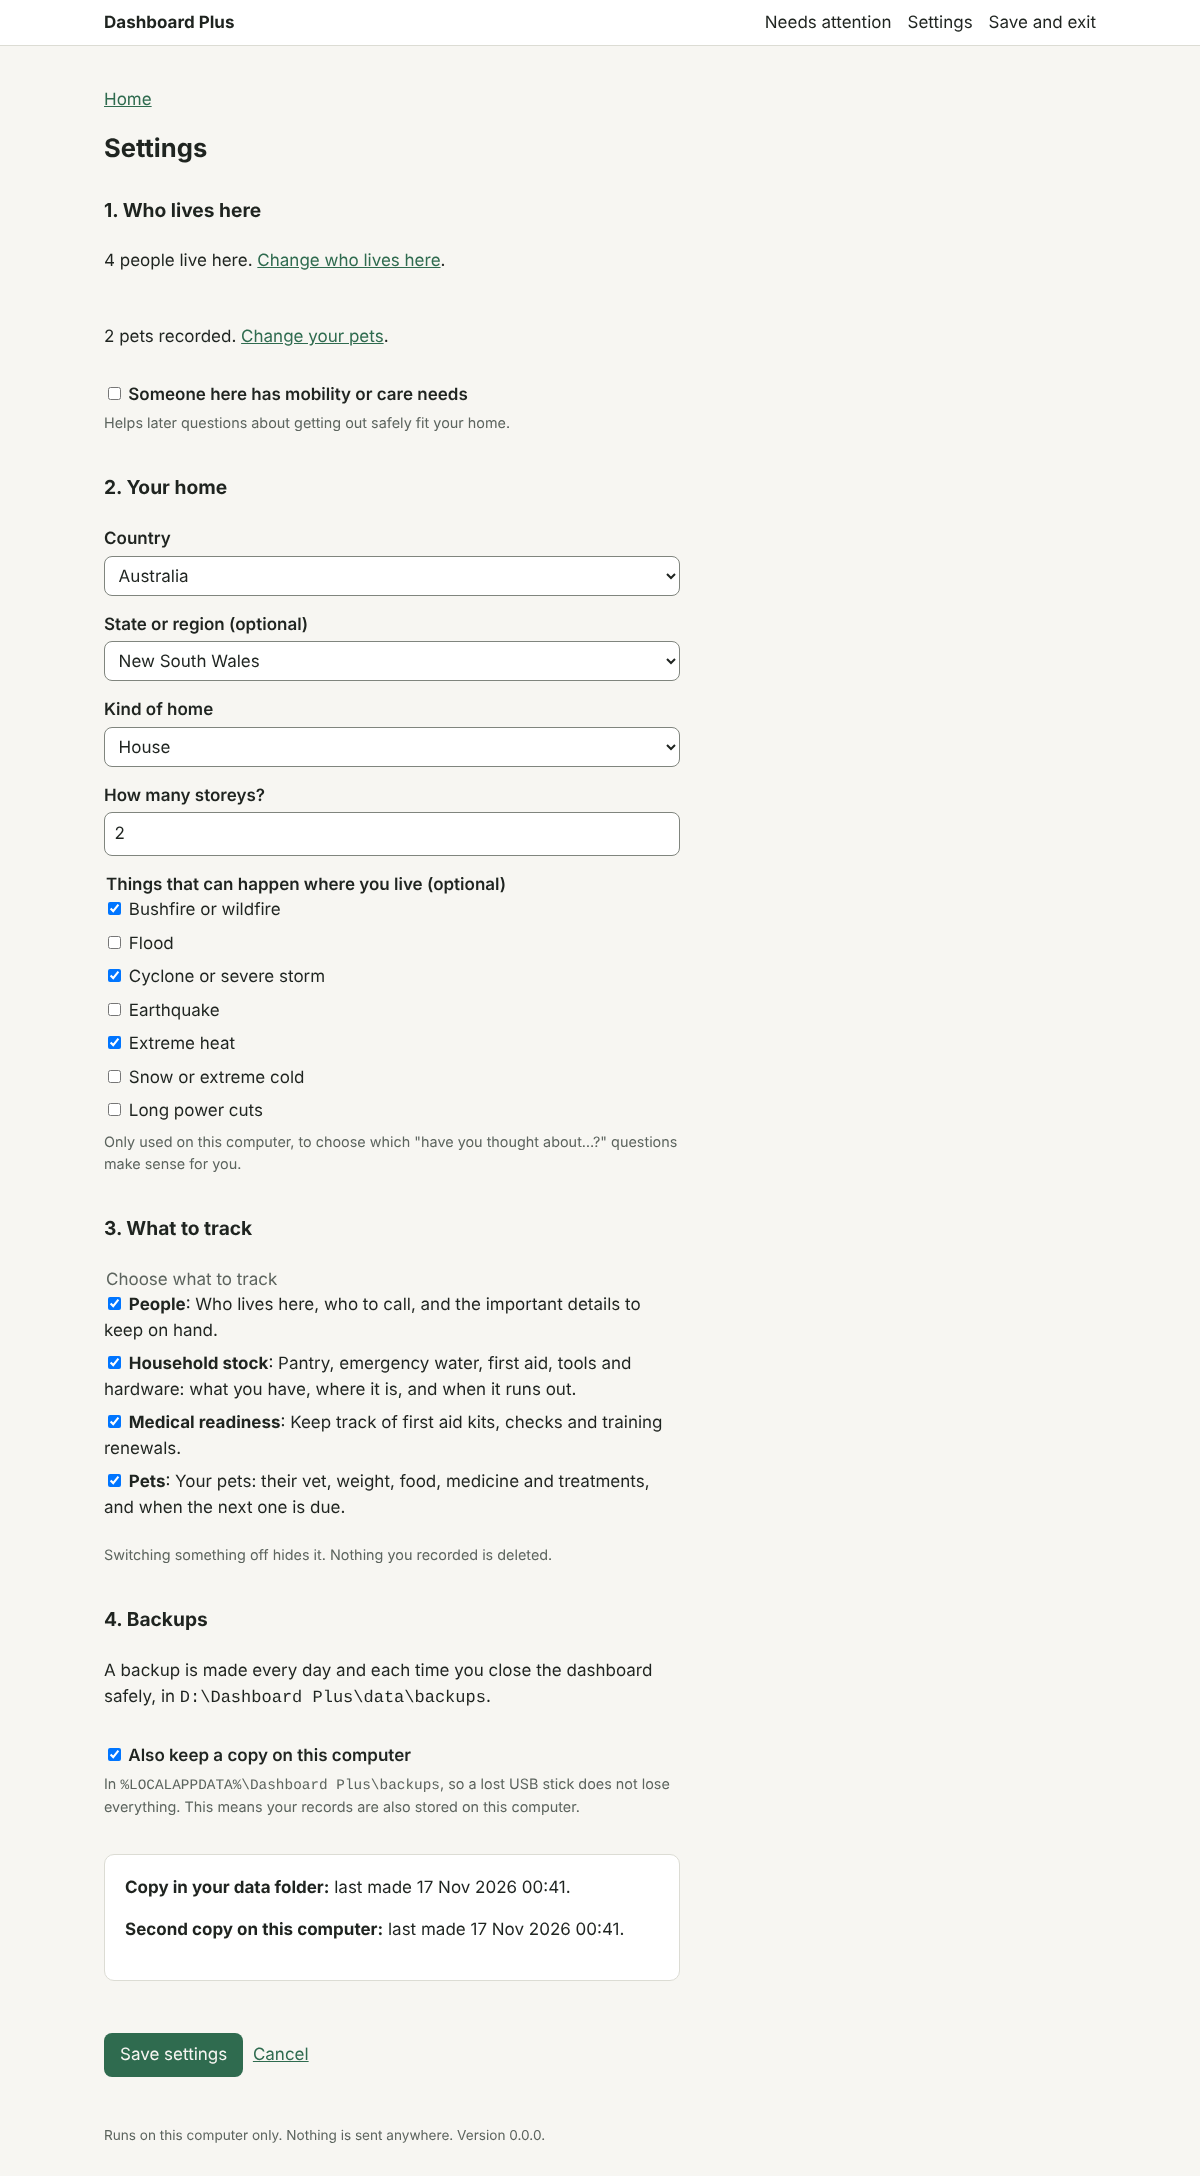 Dashboard Plus
Needs attention Settings Save and exit
Home
Settings
1. Who lives here
4 people live here. Change who lives here.
2 pets recorded. Change your pets.
Someone here has mobility or care needs
Helps later questions about getting out safely fit your home.
2. Your home
Country
Australia
State or region (optional)
New South Wales
Kind of home
House
How many storeys?
2
Things that can happen where you live (optional)
Bushfire or wildfire
Flood
Cyclone or severe storm
Earthquake
Extreme heat
Snow or extreme cold
Long power cuts
Only used on this computer, to choose which "have you thought about...?" questions
make sense for you.
3. What to track
Choose what to track
People: Who lives here, who to call, and the important details to
keep on hand.
Household stock: Pantry, emergency water, first aid, tools and
hardware: what you have, where it is, and when it runs out.
Medical readiness: Keep track of first aid kits, checks and training
renewals.
Pets: Your pets: their vet, weight, food, medicine and treatments,
and when the next one is due.
Switching something off hides it. Nothing you recorded is deleted.
4. Backups
A backup is made every day and each time you close the dashboard
safely, in D:\Dashboard Plus\data\backups.
Also keep a copy on this computer
In %LOCALAPPDATA%\Dashboard Plus\backups, so a lost USB stick does not lose
everything. This means your records are also stored on this computer.
Copy in your data folder: last made 17 Nov 2026 00:41.
Second copy on this computer: last made 17 Nov 2026 00:41.
Save settings Cancel
Runs on this computer only. Nothing is sent anywhere. Version 0.0.0.